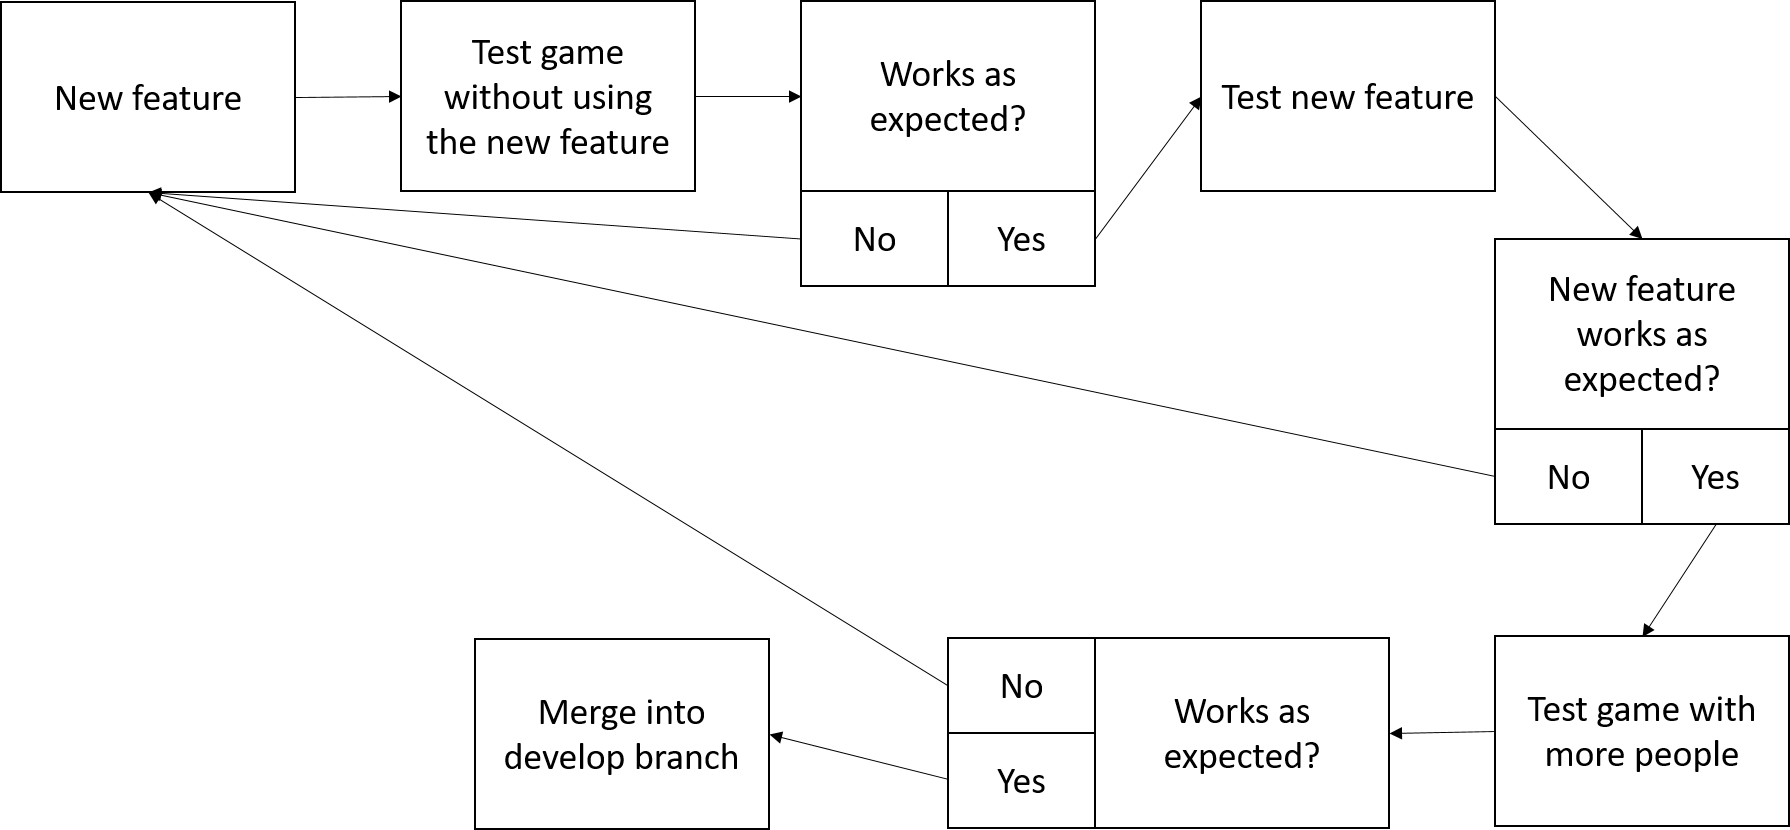 New feature
Test game
without using
the new feature
Works as
expected?
No
Yes
Test new feature
New feature
works as
expected?
No
Yes
Test game with
more people
Works as
expected?
No
Yes
Merge into
develop branch